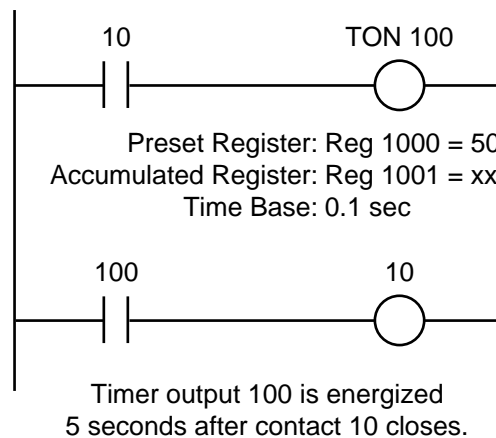 10 TON 100
Preset Register: Reg 1000 = 50
Accumulated Register: Reg 1001 = xx
Time Base: 0.1 sec
100 10
Timer output 100 is energized
5 seconds after contact 10 closes.